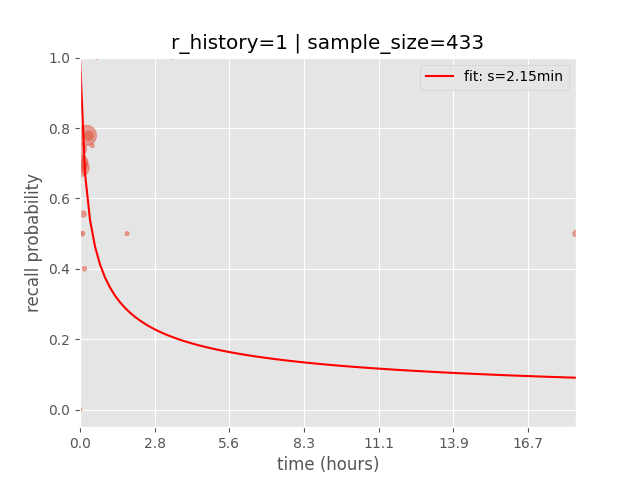 r_history=1 | sample_size=433
fit: s=2.15min
1.0
0.8
0.6
0.4
0.2
0.0
recall probability
0.0 2.8 5.6 8.3 11.1 13.9 16.7
time (hours)